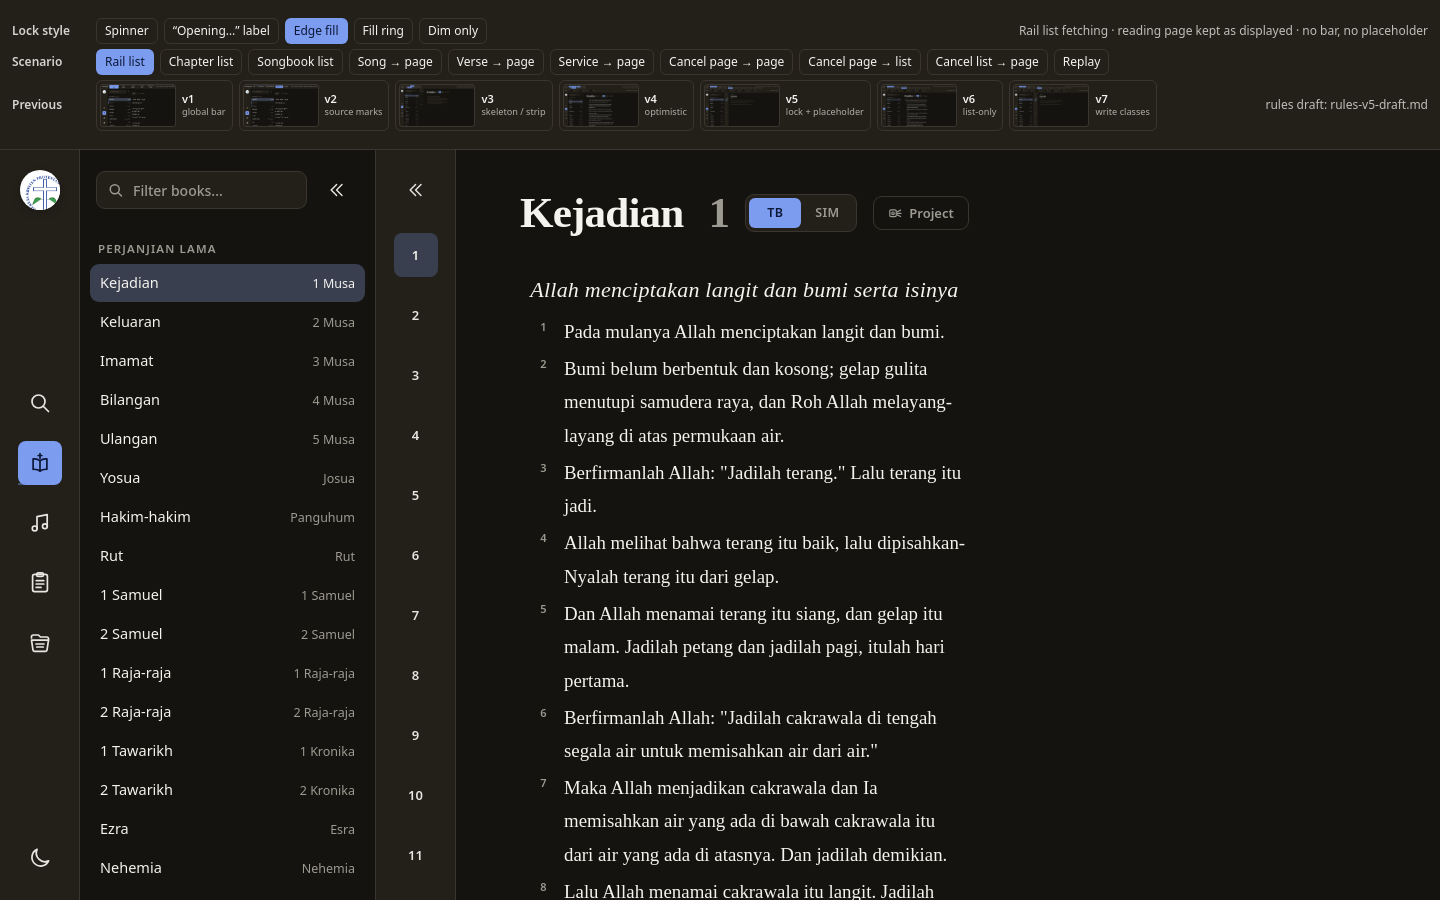 Lock style
Spinner
“Opening…” label
Edge fill
Fill ring
Dim only
Rail list fetching · reading page kept as displayed · no bar, no placeholder
Scenario
Rail list
Chapter list
Songbook list
Song → page
Verse → page
Service → page
Cancel page → page
Cancel page → list
Cancel list → page
Replay
Previous
v1
global bar
v2
source marks
v3
skeleton / strip
v4
optimistic
v5
lock + placeholder
v6
list-only
v7
write classes
rules draft: rules-v5-draft.md
Filter books...
PERJANJIAN LAMA
Kejadian 1 Musa
Keluaran 2 Musa
Imamat 3 Musa
Bilangan 4 Musa
Ulangan 5 Musa
Yosua Josua
Hakim-hakim Panguhum
Rut Rut
1 Samuel 1 Samuel
2 Samuel 2 Samuel
1 Raja-raja 1 Raja-raja
2 Raja-raja 2 Raja-raja
1 Tawarikh 1 Kronika
2 Tawarikh 2 Kronika
Ezra Esra
Nehemia Nehemia
1
2
3
4
5
6
7
8
9
10
11
Kejadian 1
TB
SIM
Project
Allah menciptakan langit dan bumi serta isinya
1 Pada mulanya Allah menciptakan langit dan bumi.
2 Bumi belum berbentuk dan kosong; gelap gulita
menutupi samudera raya, dan Roh Allah melayang-
layang di atas permukaan air.
3 Berfirmanlah Allah: "Jadilah terang." Lalu terang itu
jadi.
4 Allah melihat bahwa terang itu baik, lalu dipisahkan-
Nyalah terang itu dari gelap.
5 Dan Allah menamai terang itu siang, dan gelap itu
malam. Jadilah petang dan jadilah pagi, itulah hari
pertama.
6 Berfirmanlah Allah: "Jadilah cakrawala di tengah
segala air untuk memisahkan air dari air."
7 Maka Allah menjadikan cakrawala dan Ia
memisahkan air yang ada di bawah cakrawala itu
dari air yang ada di atasnya. Dan jadilah demikian.
8 Lalu Allah menamai cakrawala itu langit. Jadilah